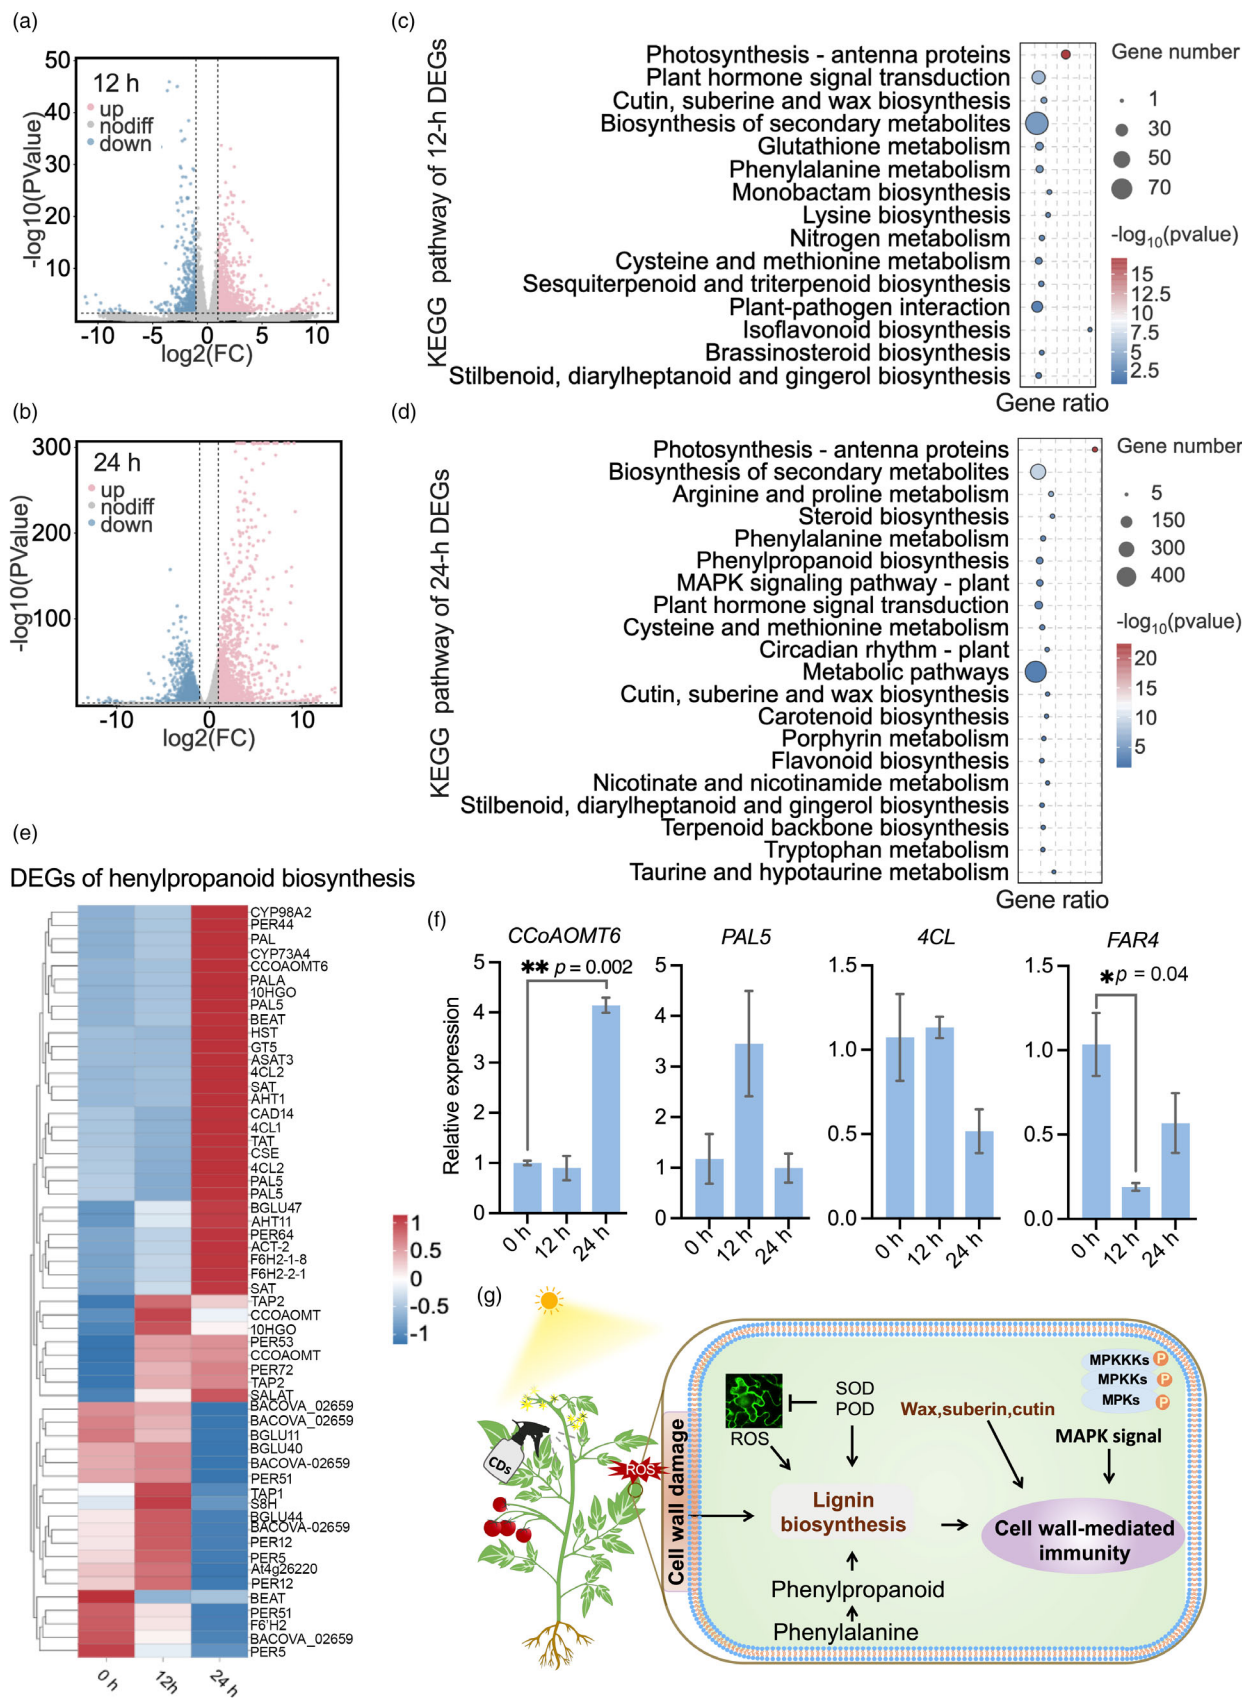 (a)
50
40
30
20
10
-10
-5
0
5
10
12 h
up
nodiff
down
-log10(PValue)
log2(FC)
(b)
300
200
100
-10
0
10
24 h
up
nodiff
down
-log10(PValue)
log2(FC)
(c)
KEGG pathway of 12-h DEGs
Photosynthesis - antenna proteins
Plant hormone signal transduction
Cutin, suberine and wax biosynthesis
Biosynthesis of secondary metabolites
Glutathione metabolism
Phenylalanine metabolism
Monobactam biosynthesis
Lysine biosynthesis
Nitrogen metabolism
Cysteine and methionine metabolism
Sesquiterpenoid and triterpenoid biosynthesis
Plant-pathogen interaction
Isoflavonoid biosynthesis
Brassinosteroid biosynthesis
Stilbenoid, diarylheptanoid and gingerol biosynthesis
Gene ratio
Gene number
1
30
50
70
-log10(pvalue)
15
12.5
10
7.5
5
2.5
(d)
KEGG pathway of 24-h DEGs
Photosynthesis - antenna proteins
Biosynthesis of secondary metabolites
Arginine and proline metabolism
Steroid biosynthesis
Phenylalanine metabolism
Phenylpropanoid biosynthesis
MAPK signaling pathway - plant
Plant hormone signal transduction
Cysteine and methionine metabolism
Circadian rhythm - plant
Metabolic pathways
Cutin, suberine and wax biosynthesis
Carotenoid biosynthesis
Porphyrin metabolism
Flavonoid biosynthesis
Nicotinate and nicotinamide metabolism
Stilbenoid, diarylheptanoid and gingerol biosynthesis
Terpenoid backbone biosynthesis
Tryptophan metabolism
Taurine and hypotaurine metabolism
Gene ratio
Gene number
5
150
300
400
-log10(pvalue)
20
15
10
5
(e)
DEGs of henylpropanoid biosynthesis
CYP98A2
PER44
PAL
CYP73A4
CCOAOMT6
PALA
10HGO
PAL5
BEAT
HST
GT5
ASAT3
4CL2
SAT
AHT1
CAD14
4CL1
TAT
CSE
4CL2
PAL5
PAL5
BGLU47
AHT11
PER64
ACT-2
F6H2-1-8
F6H2-2-1
SAT
TAP2
CCOAOMT
10HGO
PER53
CCOAOMT
PER72
TAP2
SALAT
BACOVA_02659
BACOVA_02659
BGLU11
BGLU40
BACOVA-02659
PER51
TAP1
S8H
BGLU44
BACOVA-02659
PER12
PER5
At4g26220
PER12
BEAT
PER51
F6'H2
BACOVA_02659
PER5
0 h
12h
24 h
1
0.5
0
-0.5
-1
(f)
Relative expression
CCoAOMT6
** p = 0.002
5
4
3
2
1
0
0 h
12 h
24 h
PAL5
5
4
3
2
1
0
0 h
12 h
24 h
4CL
1.5
1.0
0.5
0.0
0 h
12 h
24 h
FAR4
*p = 0.04
1.5
1.0
0.5
0.0
0 h
12 h
24 h
(g)
CDs
ROS
Cell wall damage
ROS
SOD
POD
Wax,suberin,cutin
MPKKKs P
MPKKs P
MPKs P
MAPK signal
Lignin
biosynthesis
Cell wall-mediated
immunity
Phenylpropanoid
Phenylalanine